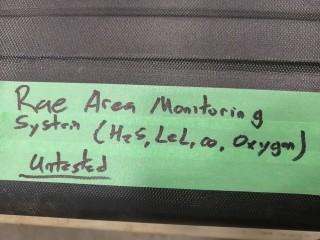 Rae Area Monitoring
System (H2S, LEL, CO, Oxygen)
Untested